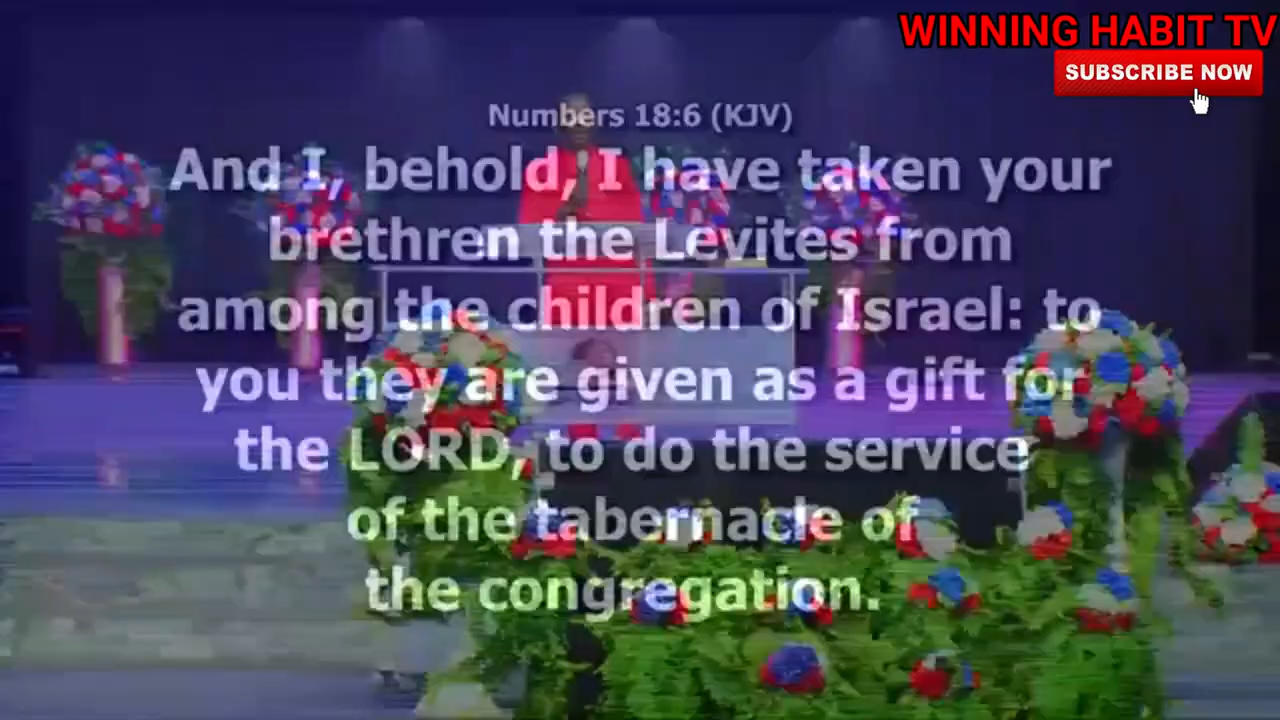 WINNING HABIT TV
SUBSCRIBE NOW
Numbers 18:6 (KJV)
And I, behold, I have taken your
brethren the Levites from
among the children of Israel: to
you they are given as a gift for
the LORD, to do the service
of the tabernacle of
the congregation.